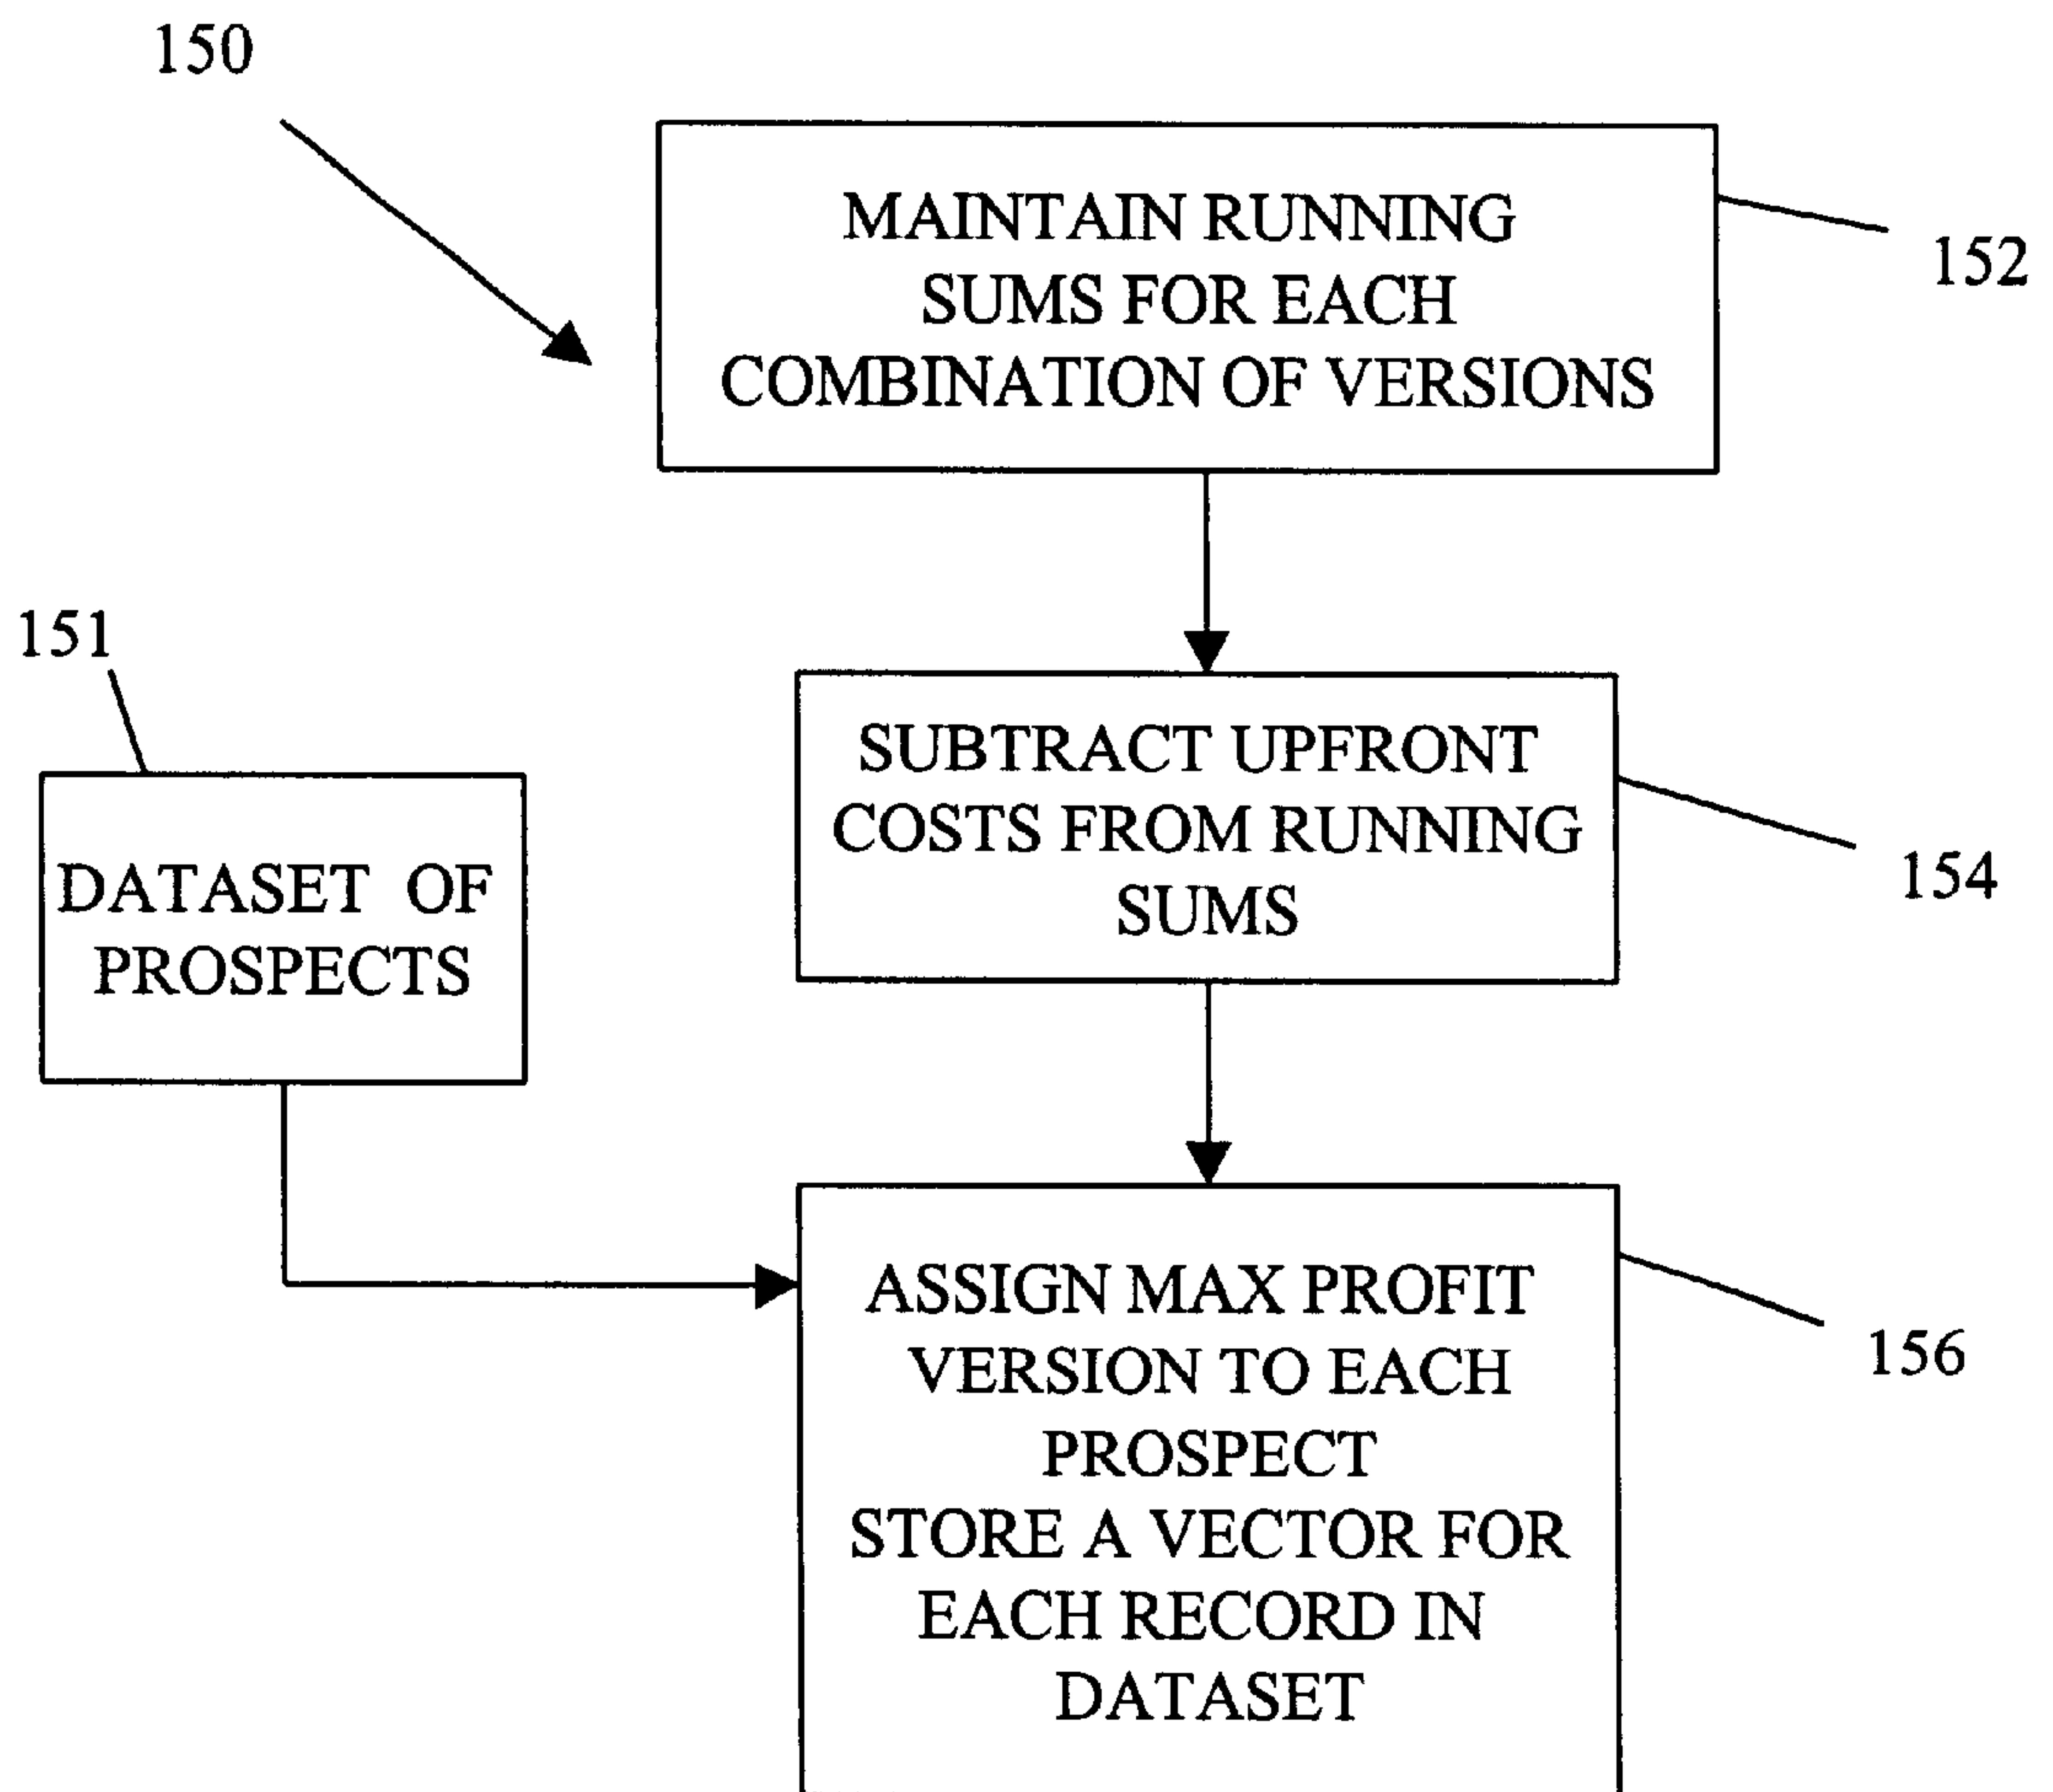 150
MAINTAIN RUNNING
SUMS FOR EACH
COMBINATION OF VERSIONS
152
151
DATASET OF
PROSPECTS
SUBTRACT UPFRONT
COSTS FROM RUNNING
SUMS
154
ASSIGN MAX PROFIT
VERSION TO EACH
PROSPECT
STORE A VECTOR FOR
EACH RECORD IN
DATASET
156